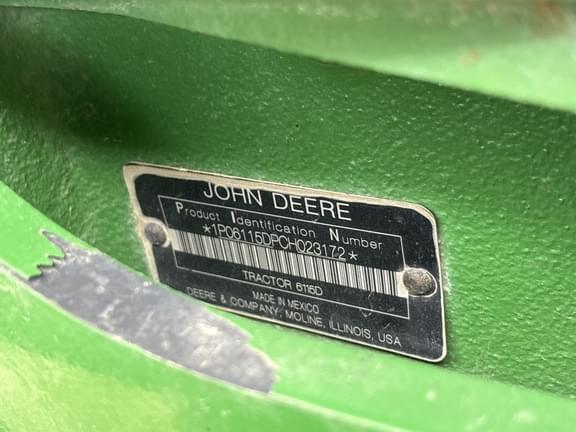 JOHN DEERE
Product Identification Number
*1P06115DPCH023172*
TRACTOR 6115D
MADE IN MEXICO
DEERE & COMPANY, MOLINE, ILLINOIS, USA